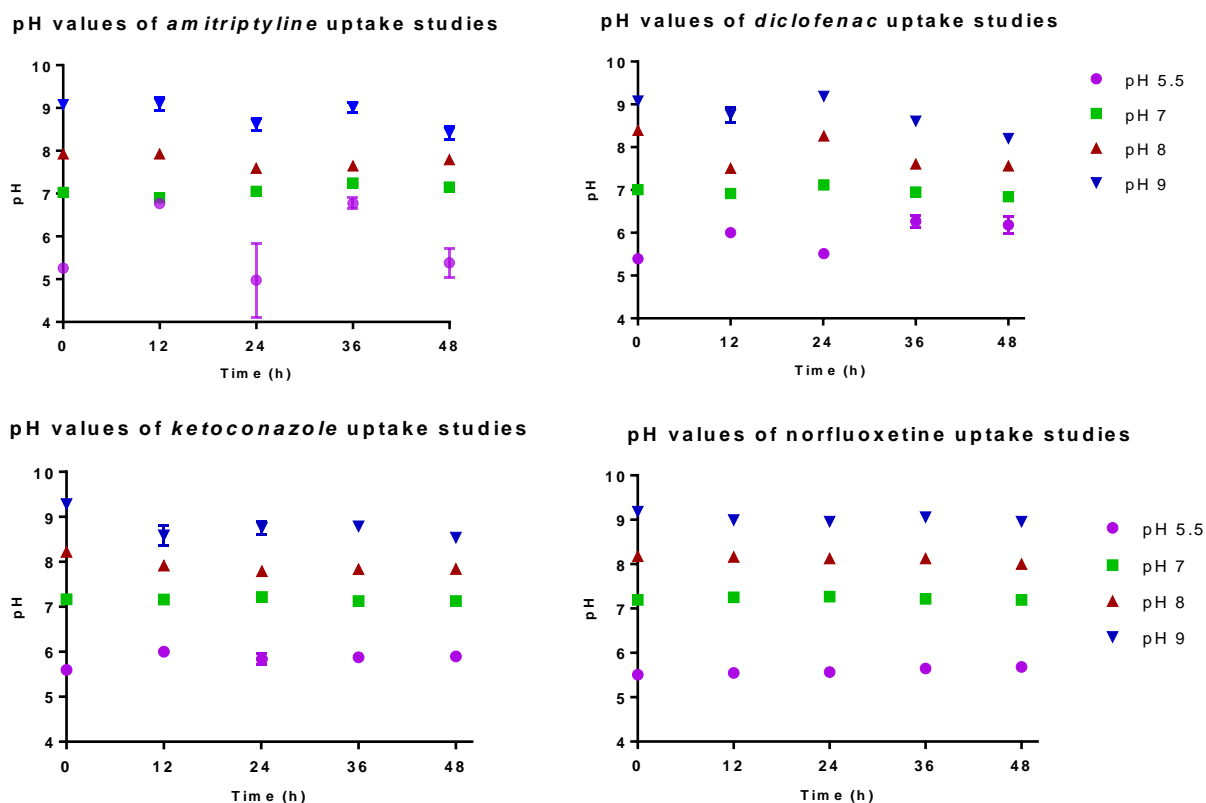 pH values of amitriptyline uptake studies
10
9
8
7
6
5
4
pH
0 12 24 36 48
Time (h)
pH values of diclofenac uptake studies
10
9
8
7
6
5
4
pH
0 12 24 36 48
Time (h)
pH 5.5
pH 7
pH 8
pH 9
pH values of ketoconazole uptake studies
10
9
8
7
6
5
4
pH
0 12 24 36 48
Time (h)
pH values of norfluoxetine uptake studies
10
9
8
7
6
5
4
pH
0 12 24 36 48
Time (h)
pH 5.5
pH 7
pH 8
pH 9